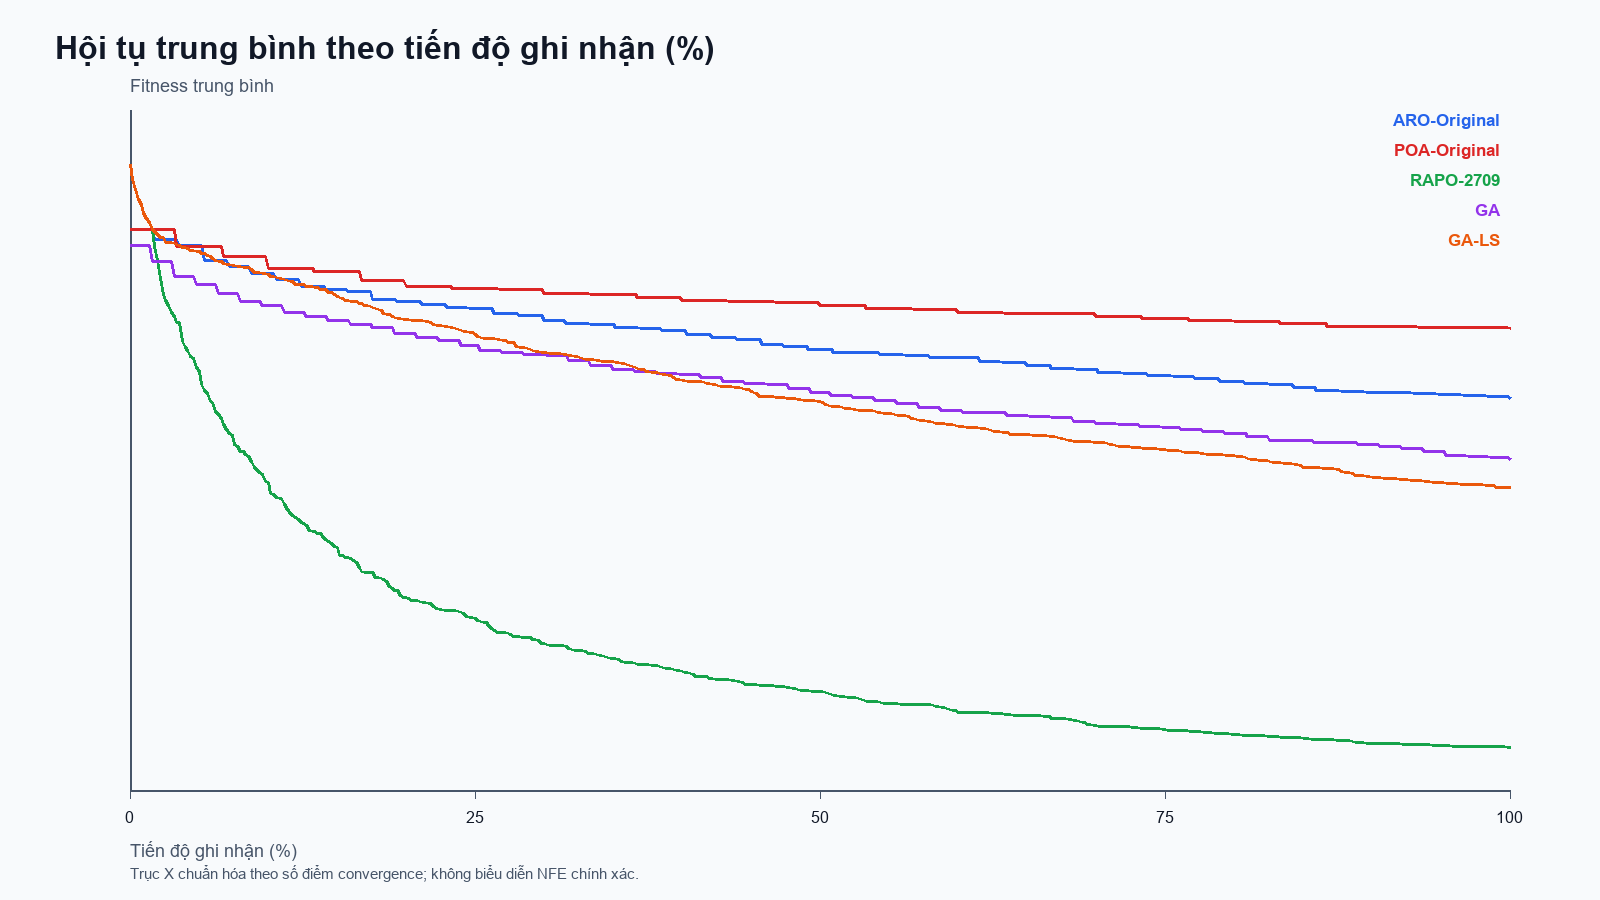 Hội tụ trung bình theo tiến độ ghi nhận (%)
Fitness trung bình
ARO-Original
POA-Original
RAPO-2709
GA
GA-LS
0 25 50 75 100
Tiến độ ghi nhận (%)
Trục X chuẩn hóa theo số điểm convergence; không biểu diễn NFE chính xác.